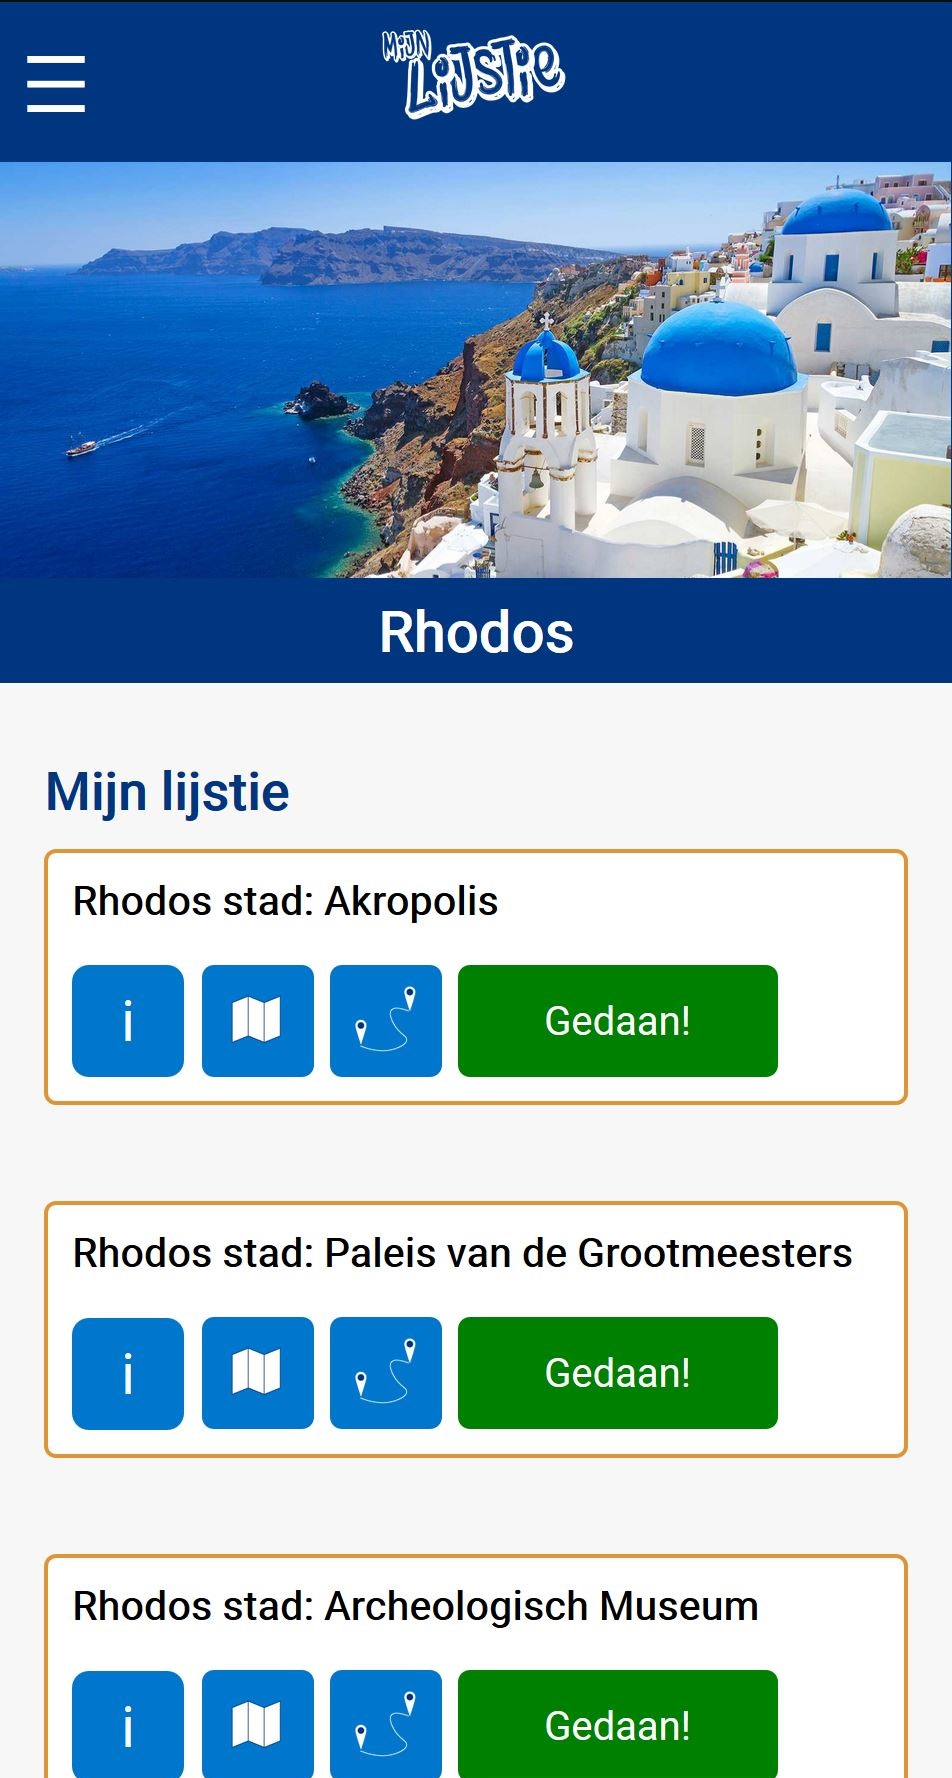 MiJN
LiJSTiE
Rhodos
Mijn lijstie
Rhodos stad: Akropolis
i
Gedaan!
Rhodos stad: Paleis van de Grootmeesters
i
Gedaan!
Rhodos stad: Archeologisch Museum
i
Gedaan!